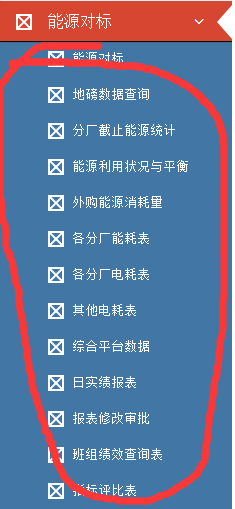 能源对标
能源对标
地磅数据查询
分厂截止能源统计
能源利用状况与平衡
外购能源消耗量
各分厂能耗表
各分厂电耗表
其他电耗表
综合平台数据
日实绩报表
报表修改审批
班组绩效查询表
指标评比表